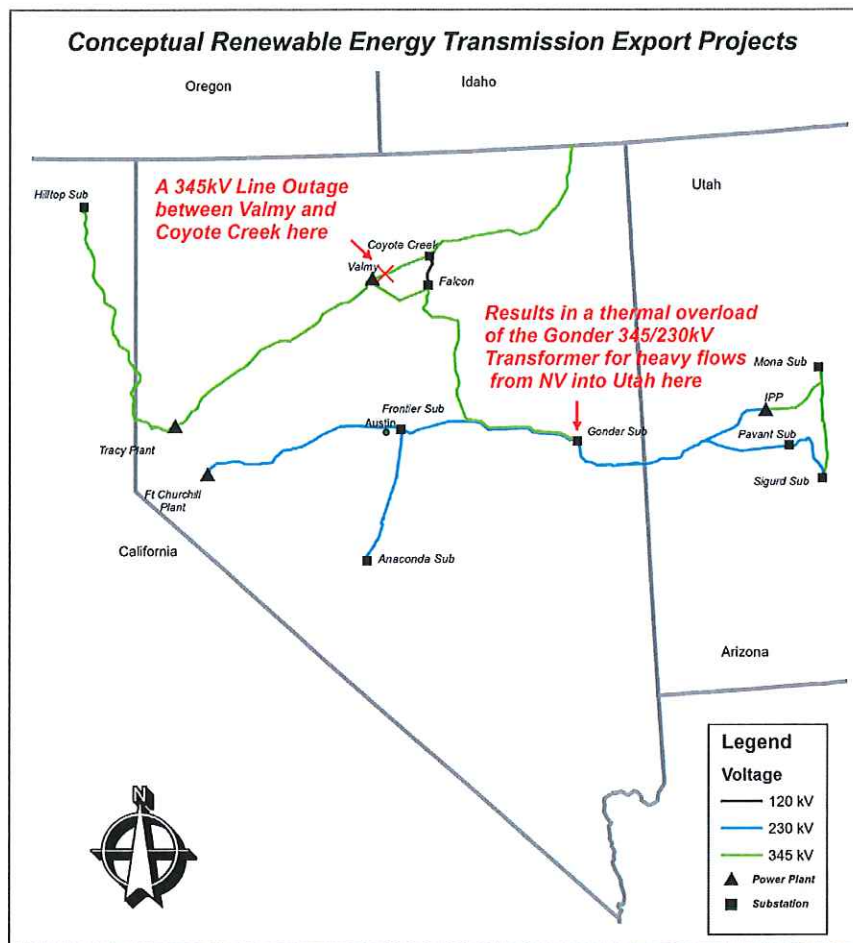 Conceptual Renewable Energy Transmission Export Projects
Oregon
Idaho
Utah
Hilltop Sub
A 345kV Line Outage
between Valmy and
Coyote Creek here
Coyote Creek
Valmy
Falcon
Results in a thermal overload
of the Gonder 345/230kV
Transformer for heavy flows
from NV into Utah here
Mona Sub
IPP
Frontier Sub
Austin
Gonder Sub
Pavant Sub
Tracy Plant
Sigurd Sub
Ft Churchill
Plant
California
Anaconda Sub
Arizona
Legend
Voltage
120 kV
230 kV
345 kV
Power Plant
Substation
N